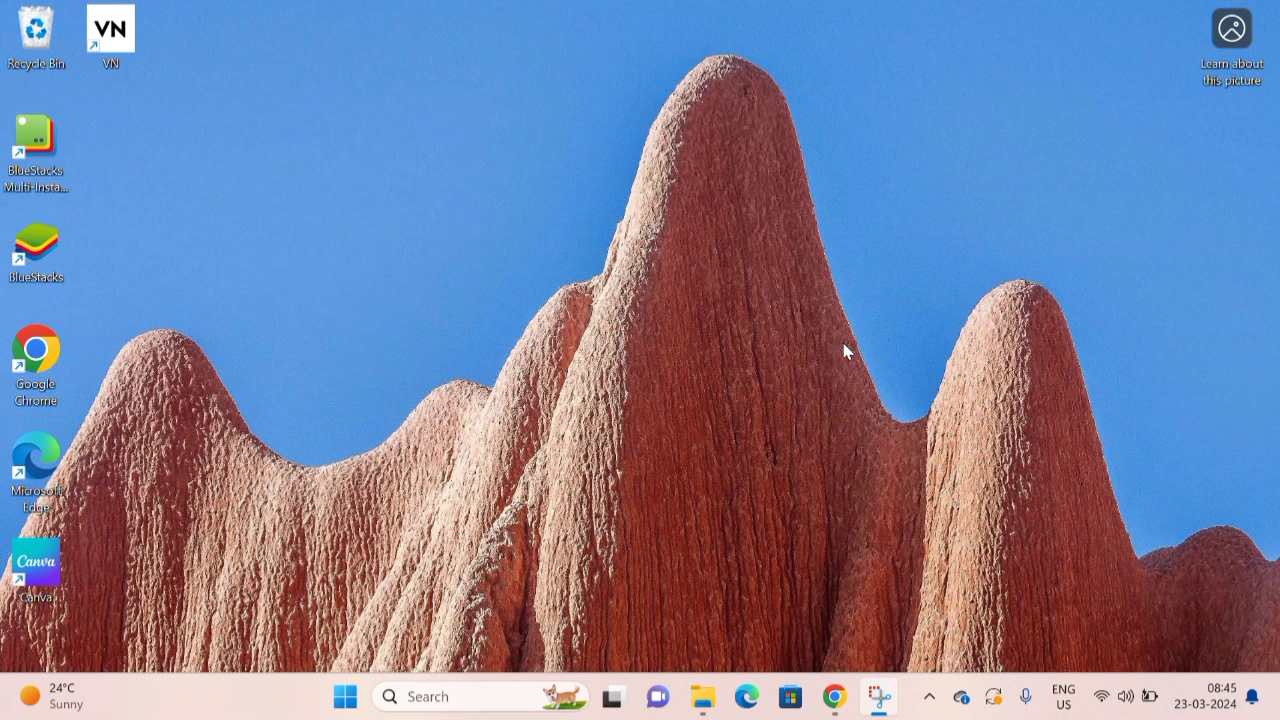 Recycle Bin
VN
VN
Learn about
this picture
BlueStacks
Multi-Insta...
BlueStacks
Google
Chrome
Microsoft
Edge
Canva
Canva
24°C
Sunny
Search
ENG
US
08:45
23-03-2024